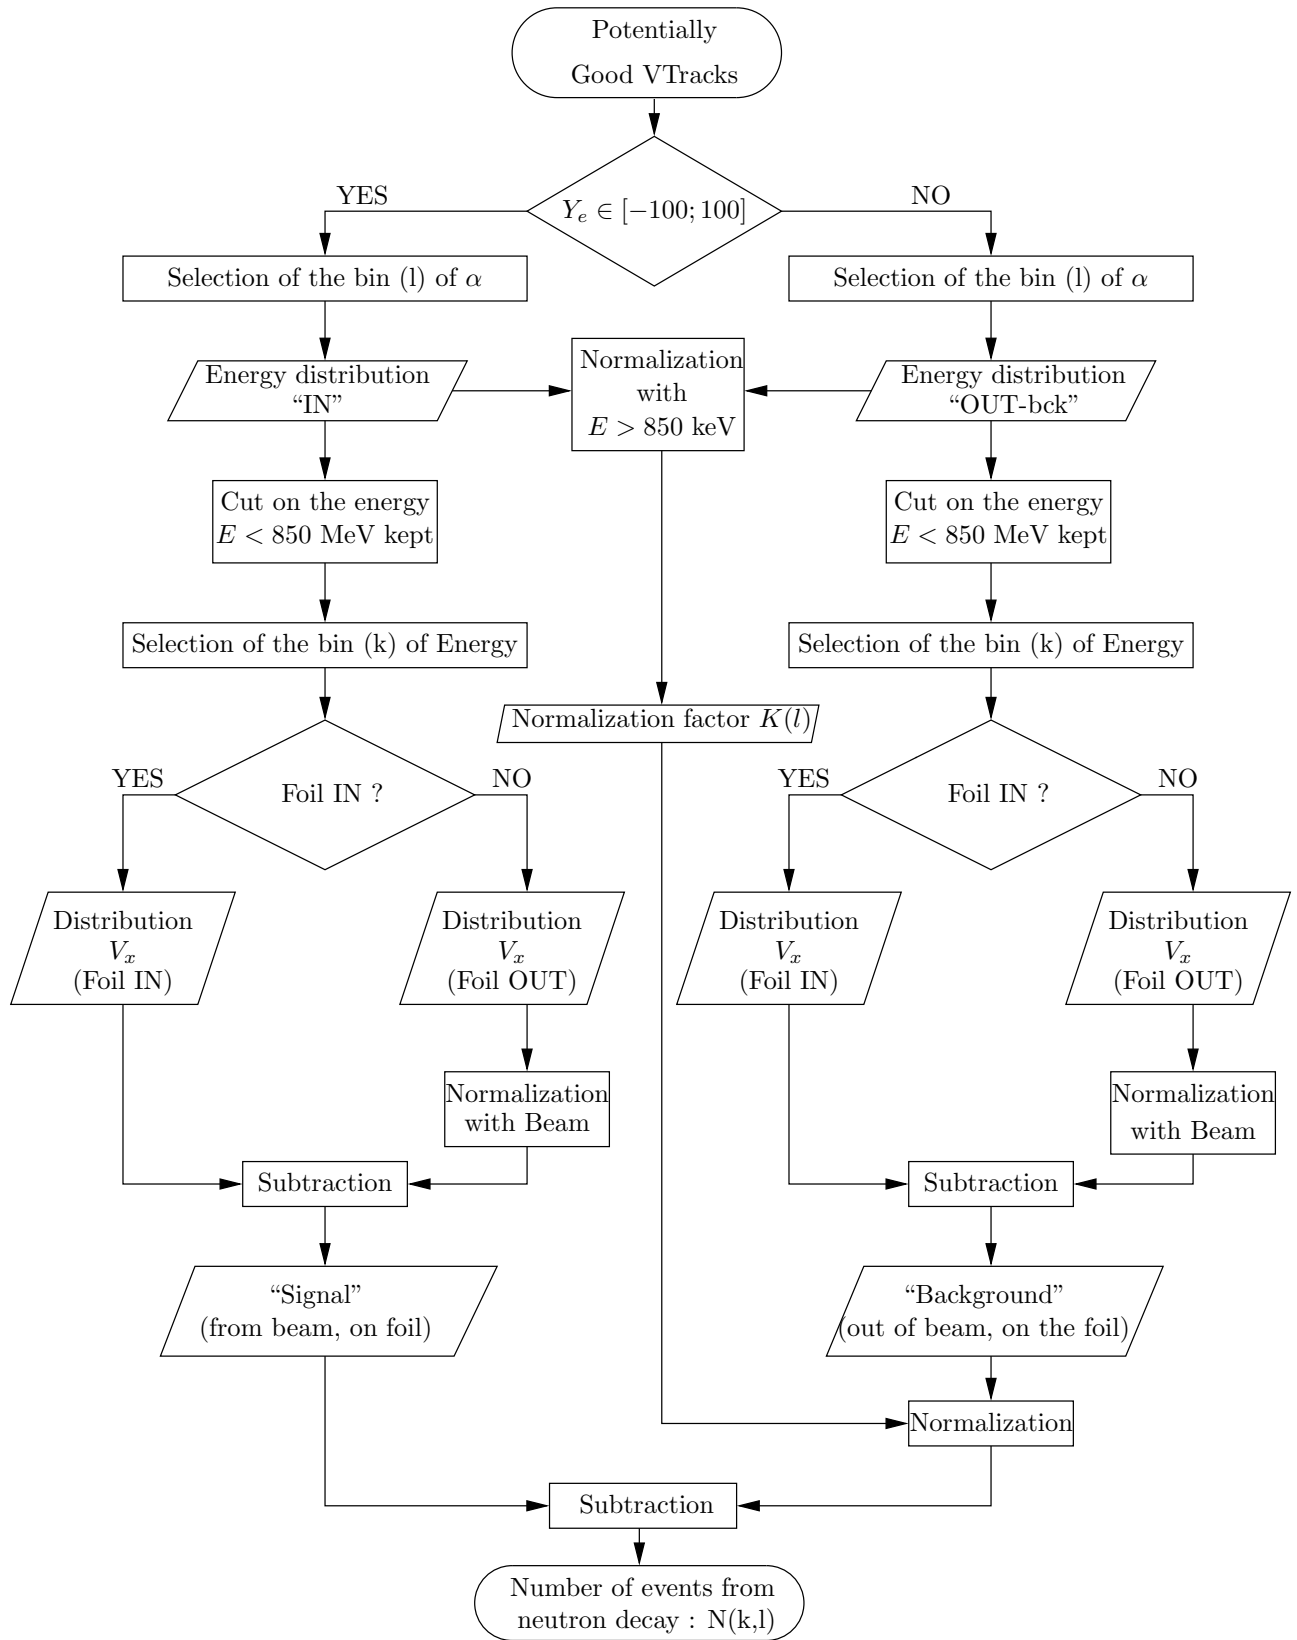 Potentially
Good VTracks
YES
NO
Y_e ∈ [−100; 100]
Selection of the bin (l) of α
Selection of the bin (l) of α
Energy distribution
“IN”
Normalization
with
E > 850 keV
Energy distribution
“OUT-bck”
Cut on the energy
E < 850 MeV kept
Cut on the energy
E < 850 MeV kept
Selection of the bin (k) of Energy
Selection of the bin (k) of Energy
Normalization factor K(l)
YES
NO
Foil IN ?
YES
NO
Foil IN ?
Distribution
V_x
(Foil IN)
Distribution
V_x
(Foil OUT)
Distribution
V_x
(Foil IN)
Distribution
V_x
(Foil OUT)
Normalization
with Beam
Normalization
with Beam
Subtraction
Subtraction
“Signal”
(from beam, on foil)
“Background”
(out of beam, on the foil)
Normalization
Subtraction
Number of events from
neutron decay : N(k,l)